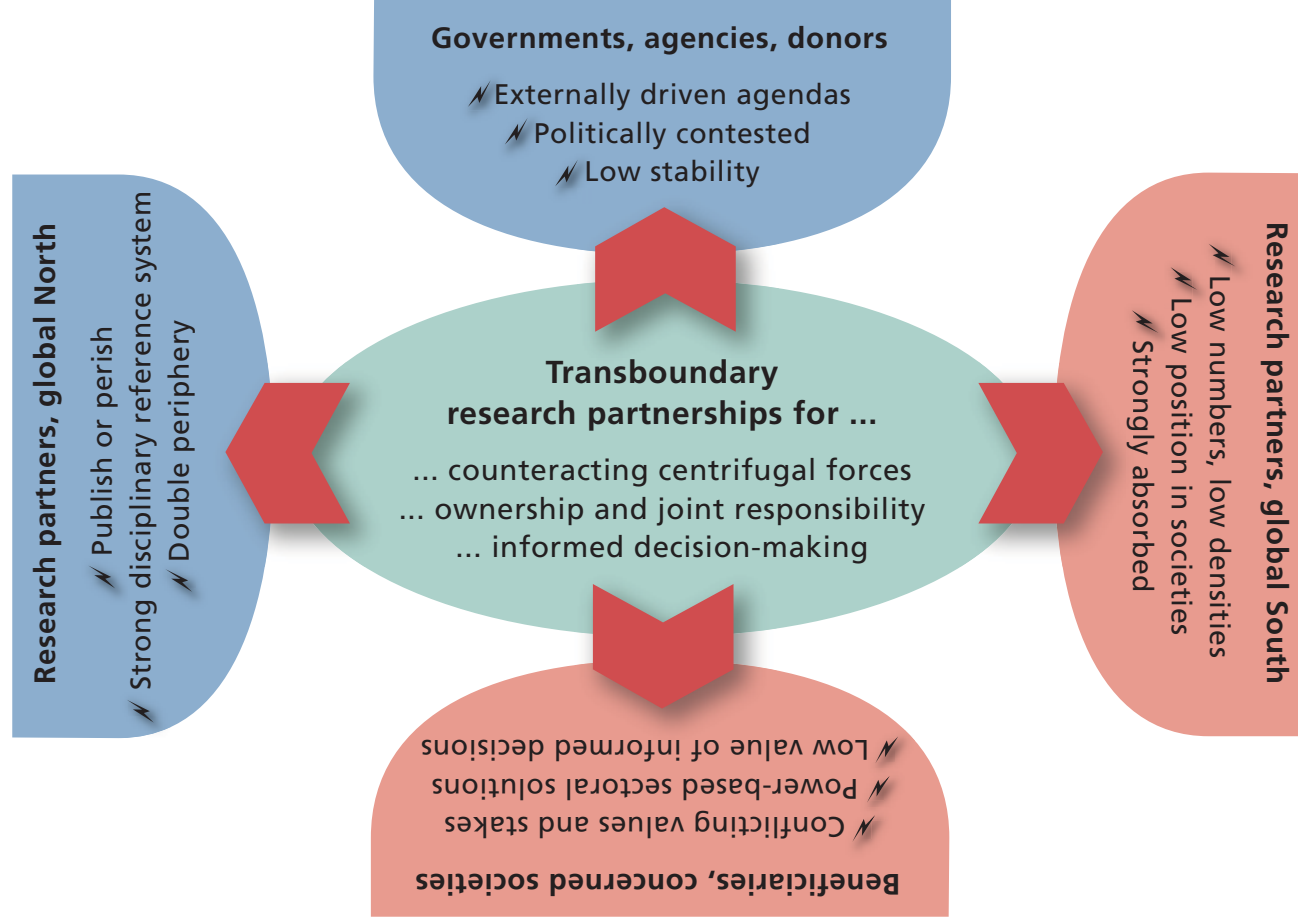 Governments, agencies, donors
Externally driven agendas
Politically contested
Low stability
Research partners, global North
Publish or perish
Strong disciplinary reference system
Double periphery
Transboundary
research partnerships for ...
... counteracting centrifugal forces
... ownership and joint responsibility
... informed decision-making
Research partners, global South
Low numbers, low densities
Low position in societies
Strongly absorbed
Beneficiaries, concerned societies
Conflicting values and stakes
Power-based sectoral solutions
Low value of informed decisions